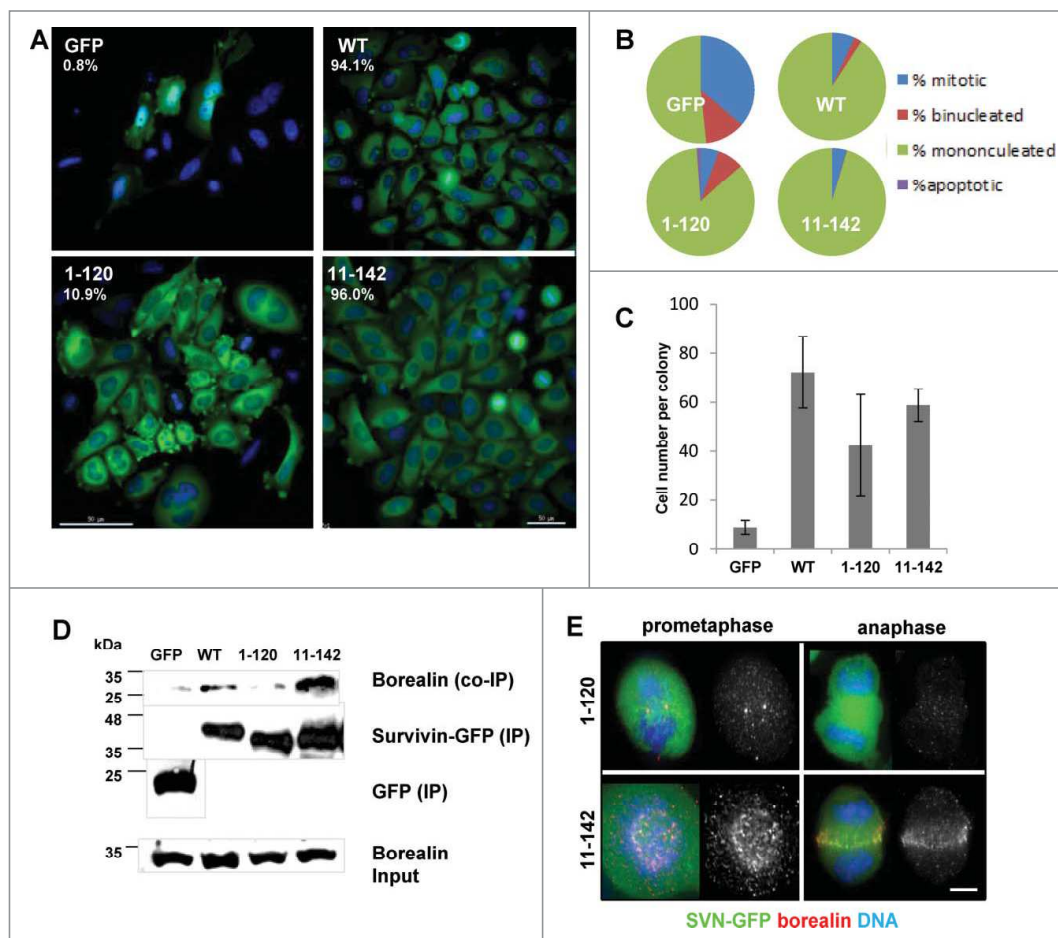 A
GFP
0.8%
WT
94.1%
1-120
10.9%
11-142
96.0%
50 µm
50 µm
B
GFP
WT
1-120
11-142
% mitotic
% binucleated
% mononculeated
%apoptotic
C
Cell number per colony
100
80
60
40
20
0
GFP WT 1-120 11-142
D
kDa
GFP WT 1-120 11-142
35
25
Borealin (co-IP)
48
35
Survivin-GFP (IP)
25
GFP (IP)
35
Borealin
Input
E
prometaphase anaphase
1-120
11-142
SVN-GFP borealin DNA